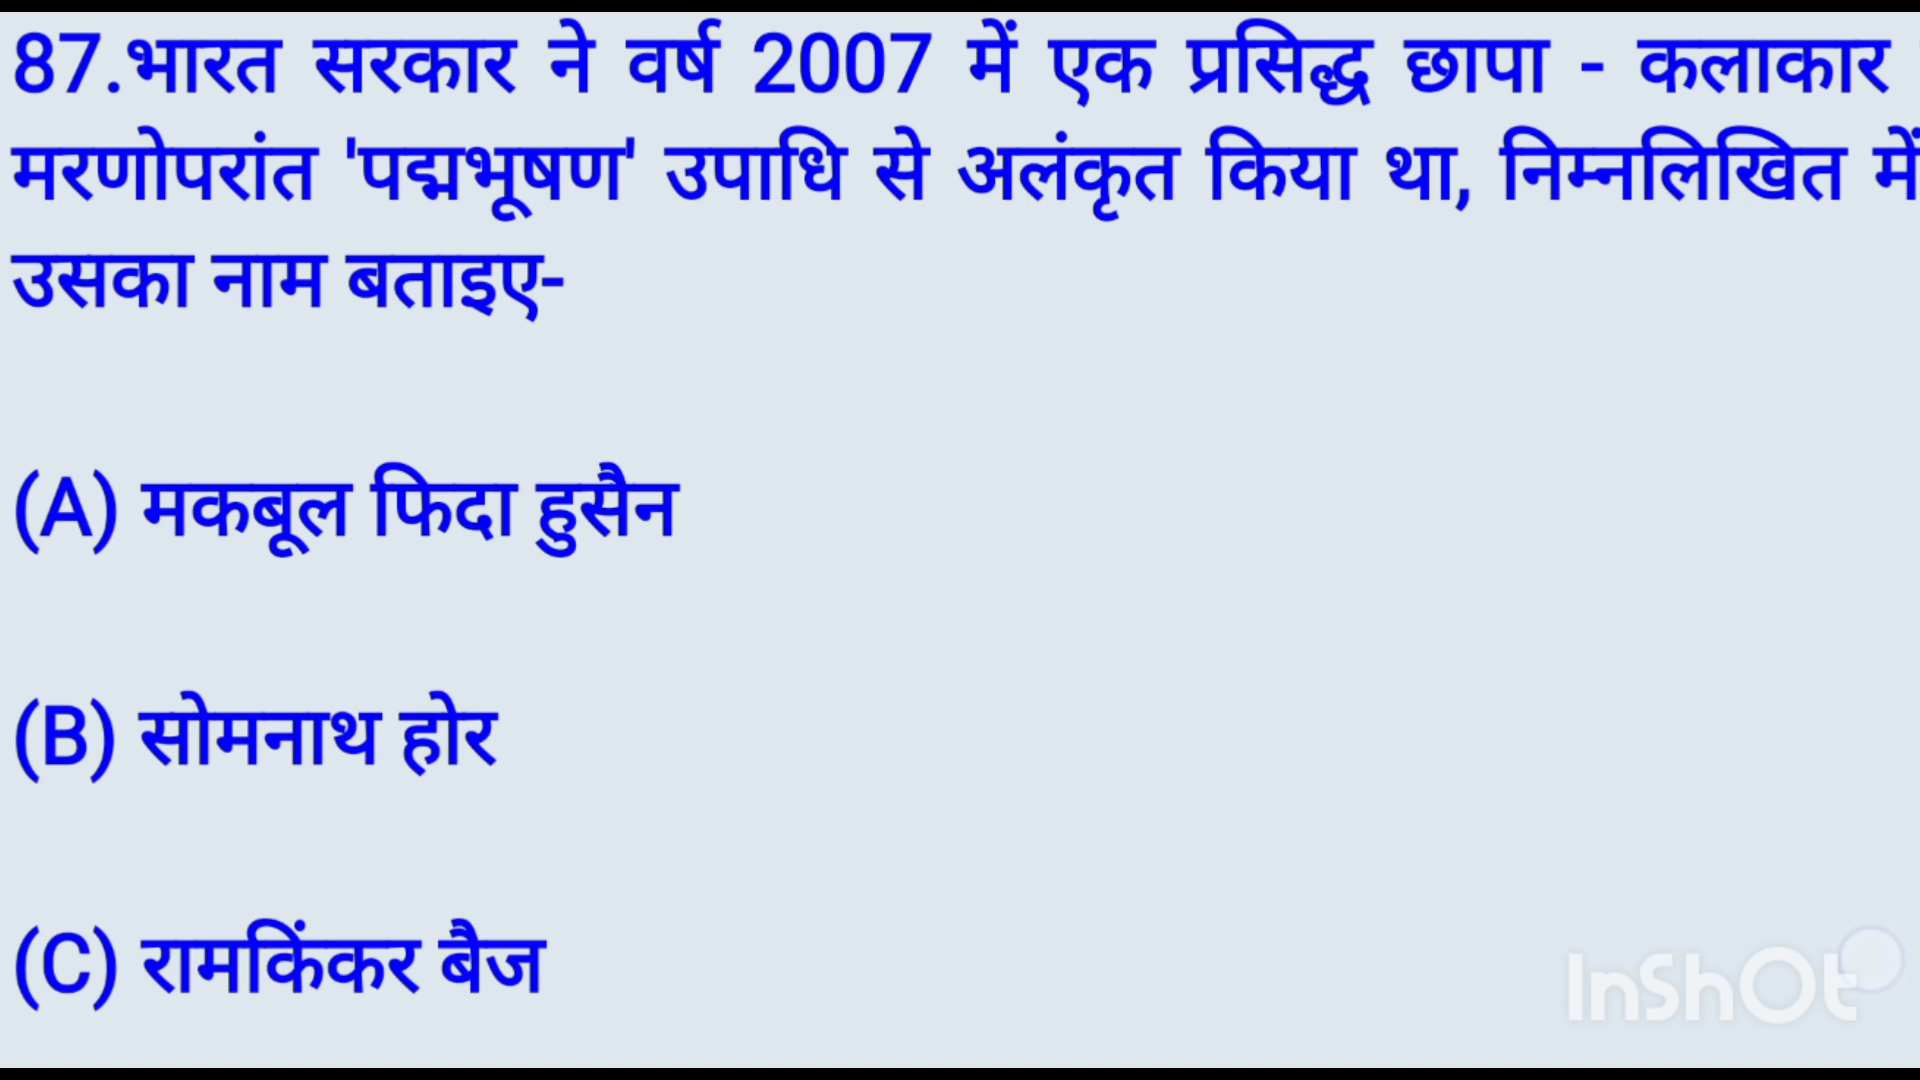 87.भारत सरकार ने वर्ष 2007 में एक प्रसिद्ध छापा - कलाकार
मरणोपरांत 'पद्मभूषण' उपाधि से अलंकृत किया था, निम्नलिखित में
उसका नाम बताइए-
(A) मकबूल फिदा हुसैन
(B) सोमनाथ होर
(C) रामकिंकर बैज
InShOt